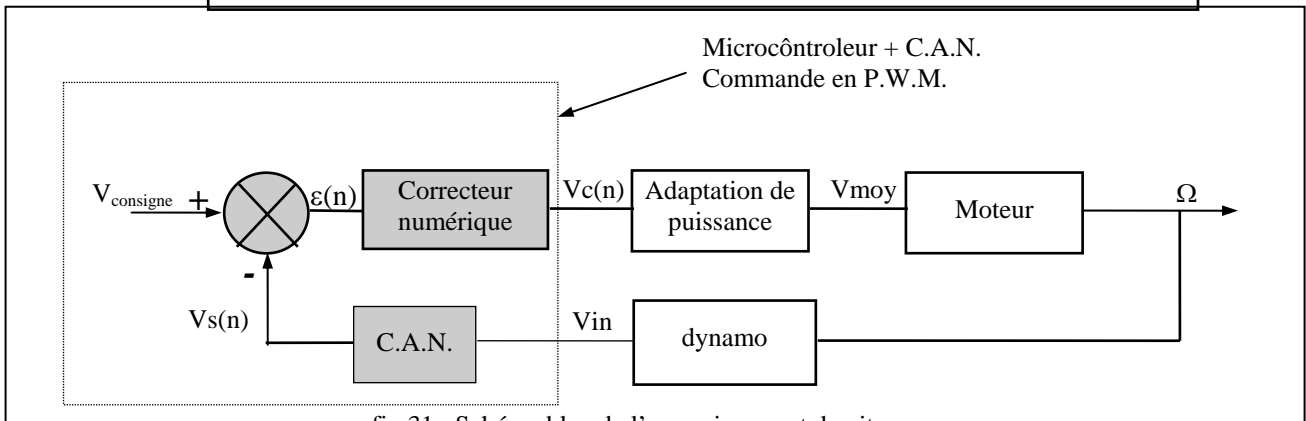 Microcôntroleur + C.A.N.
Commande en P.W.M.
Vconsigne +
ε(n)
Correcteur
numérique
Vc(n)
Adaptation de
puissance
Vmoy
Moteur
Ω
-
Vs(n)
C.A.N.
Vin
dynamo